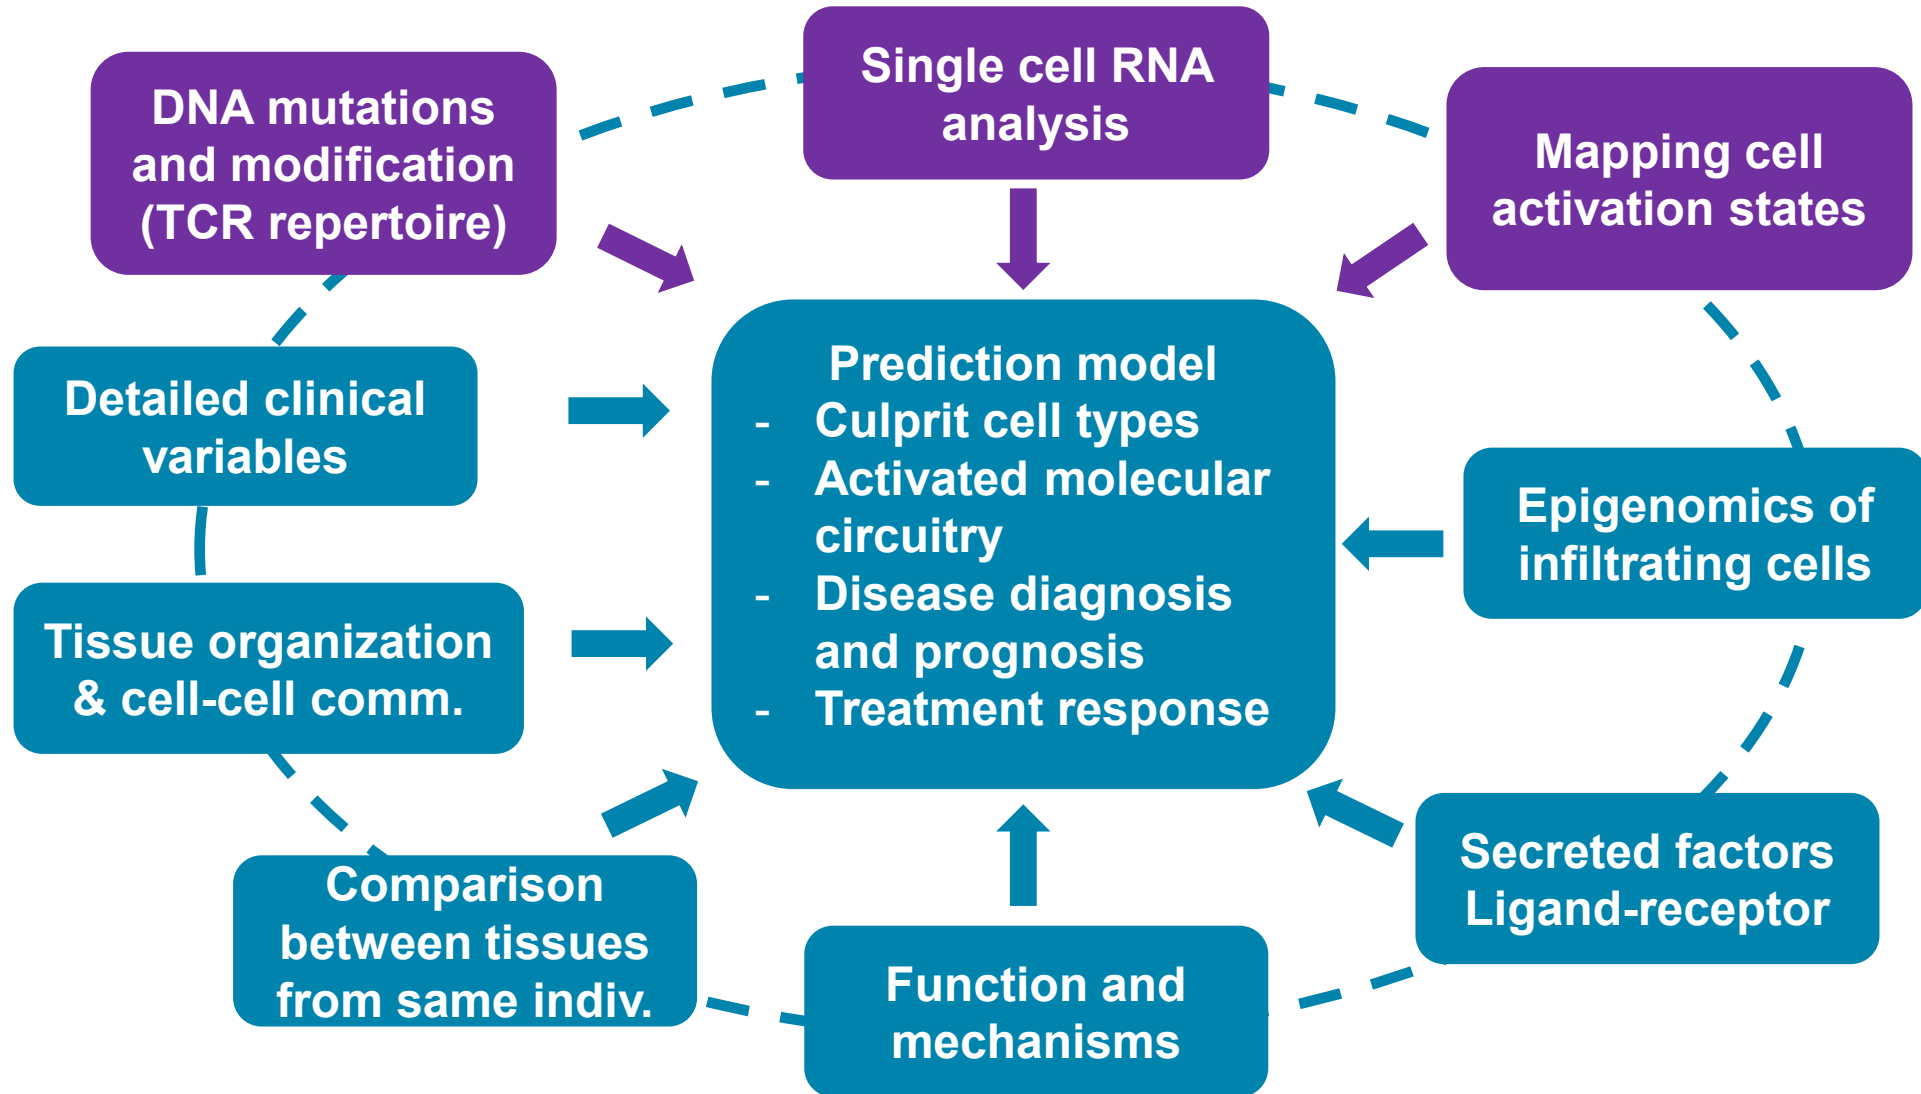 Single cell RNA
analysis
DNA mutations
and modification
(TCR repertoire)
Mapping cell
activation states
Detailed clinical
variables
Prediction model
- Culprit cell types
- Activated molecular
circuitry
- Disease diagnosis
and prognosis
- Treatment response
Epigenomics of
infiltrating cells
Tissue organization
& cell-cell comm.
Secreted factors
Ligand-receptor
Comparison
between tissues
from same indiv.
Function and
mechanisms